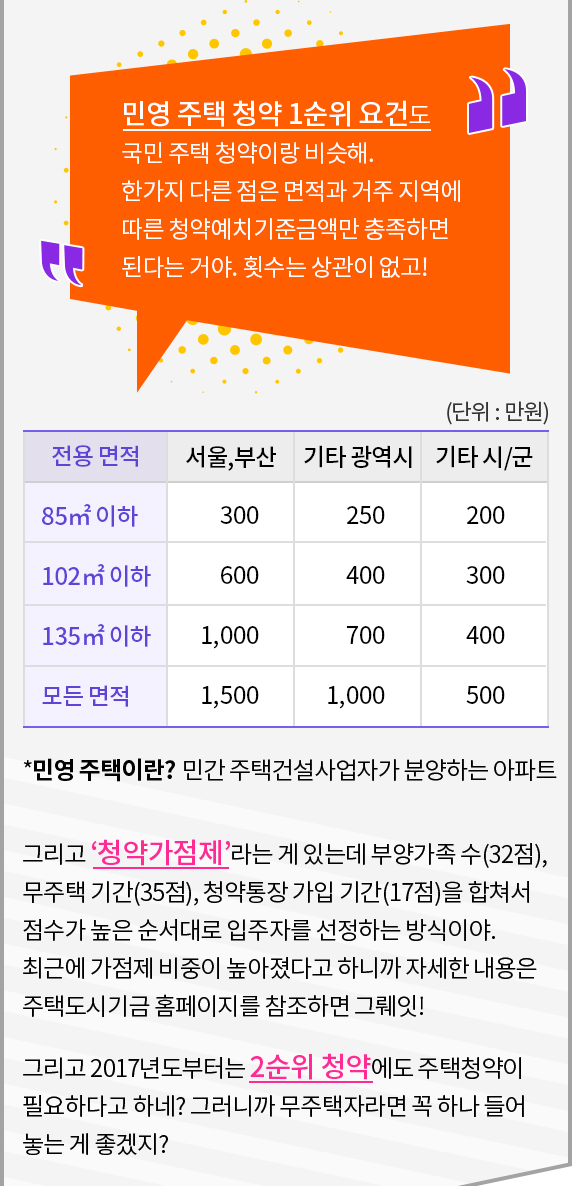 민영 주택 청약 1순위 요건도
국민 주택 청약이랑 비슷해.
한가지 다른 점은 면적과 거주 지역에
따른 청약예치기준금액만 충족하면
된다는 거야. 횟수는 상관이 없고!
(단위 : 만원)
전용 면적 서울,부산 기타 광역시 기타 시/군
85㎡ 이하 300 250 200
102㎡ 이하 600 400 300
135㎡ 이하 1,000 700 400
모든 면적 1,500 1,000 500
*민영 주택이란? 민간 주택건설사업자가 분양하는 아파트
그리고 ‘청약가점제’라는 게 있는데 부양가족 수(32점),
무주택 기간(35점), 청약통장 가입 기간(17점)을 합쳐서
점수가 높은 순서대로 입주자를 선정하는 방식이야.
최근에 가점제 비중이 높아졌다고 하니까 자세한 내용은
주택도시기금 홈페이지를 참조하면 그뤠잇!
그리고 2017년도부터는 2순위 청약에도 주택청약이
필요하다고 하네? 그러니까 무주택자라면 꼭 하나 들어
놓는 게 좋겠지?